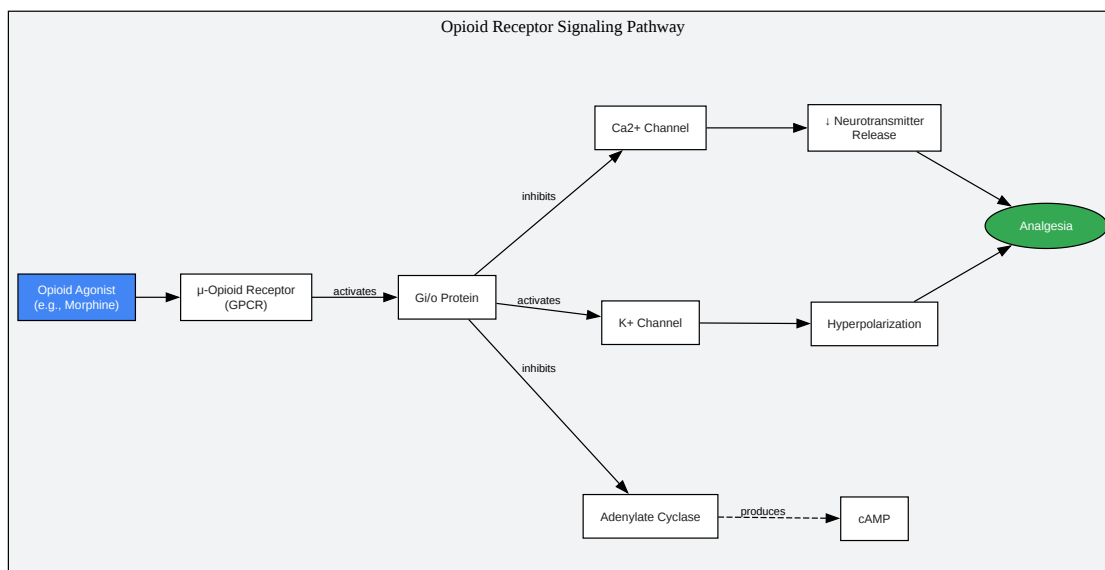 Opioid Receptor Signaling Pathway
Opioid Agonist
(e.g., Morphine)
μ-Opioid Receptor
(GPCR)
activates
Gi/o Protein
inhibits
Ca2+ Channel
↓ Neurotransmitter
Release
activates
K+ Channel
Hyperpolarization
Analgesia
inhibits
Adenylate Cyclase
produces
cAMP